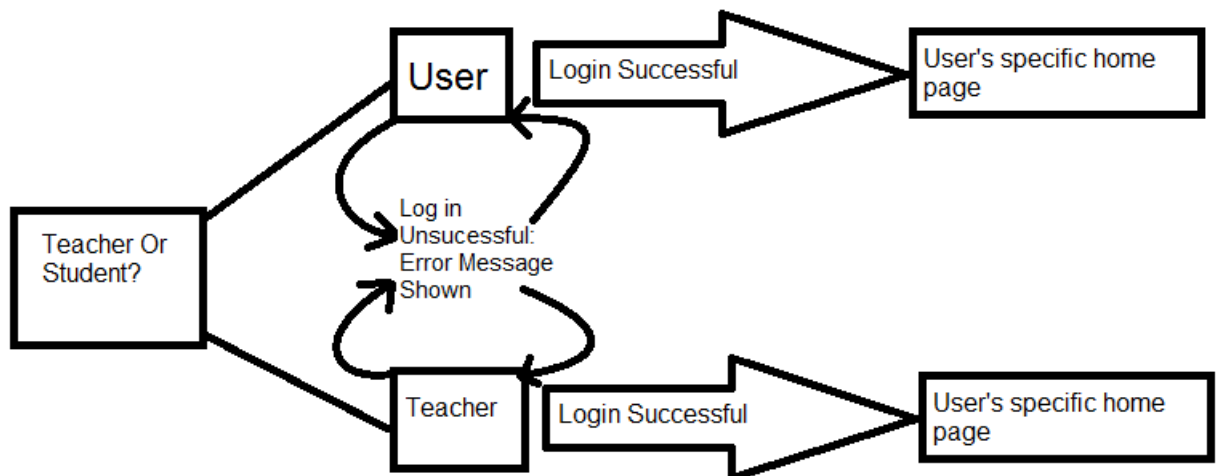 User
Login Successful
User's specific home
page
Teacher Or
Student?
Log in
Unsucessful:
Error Message
Shown
Teacher
Login Successful
User's specific home
page